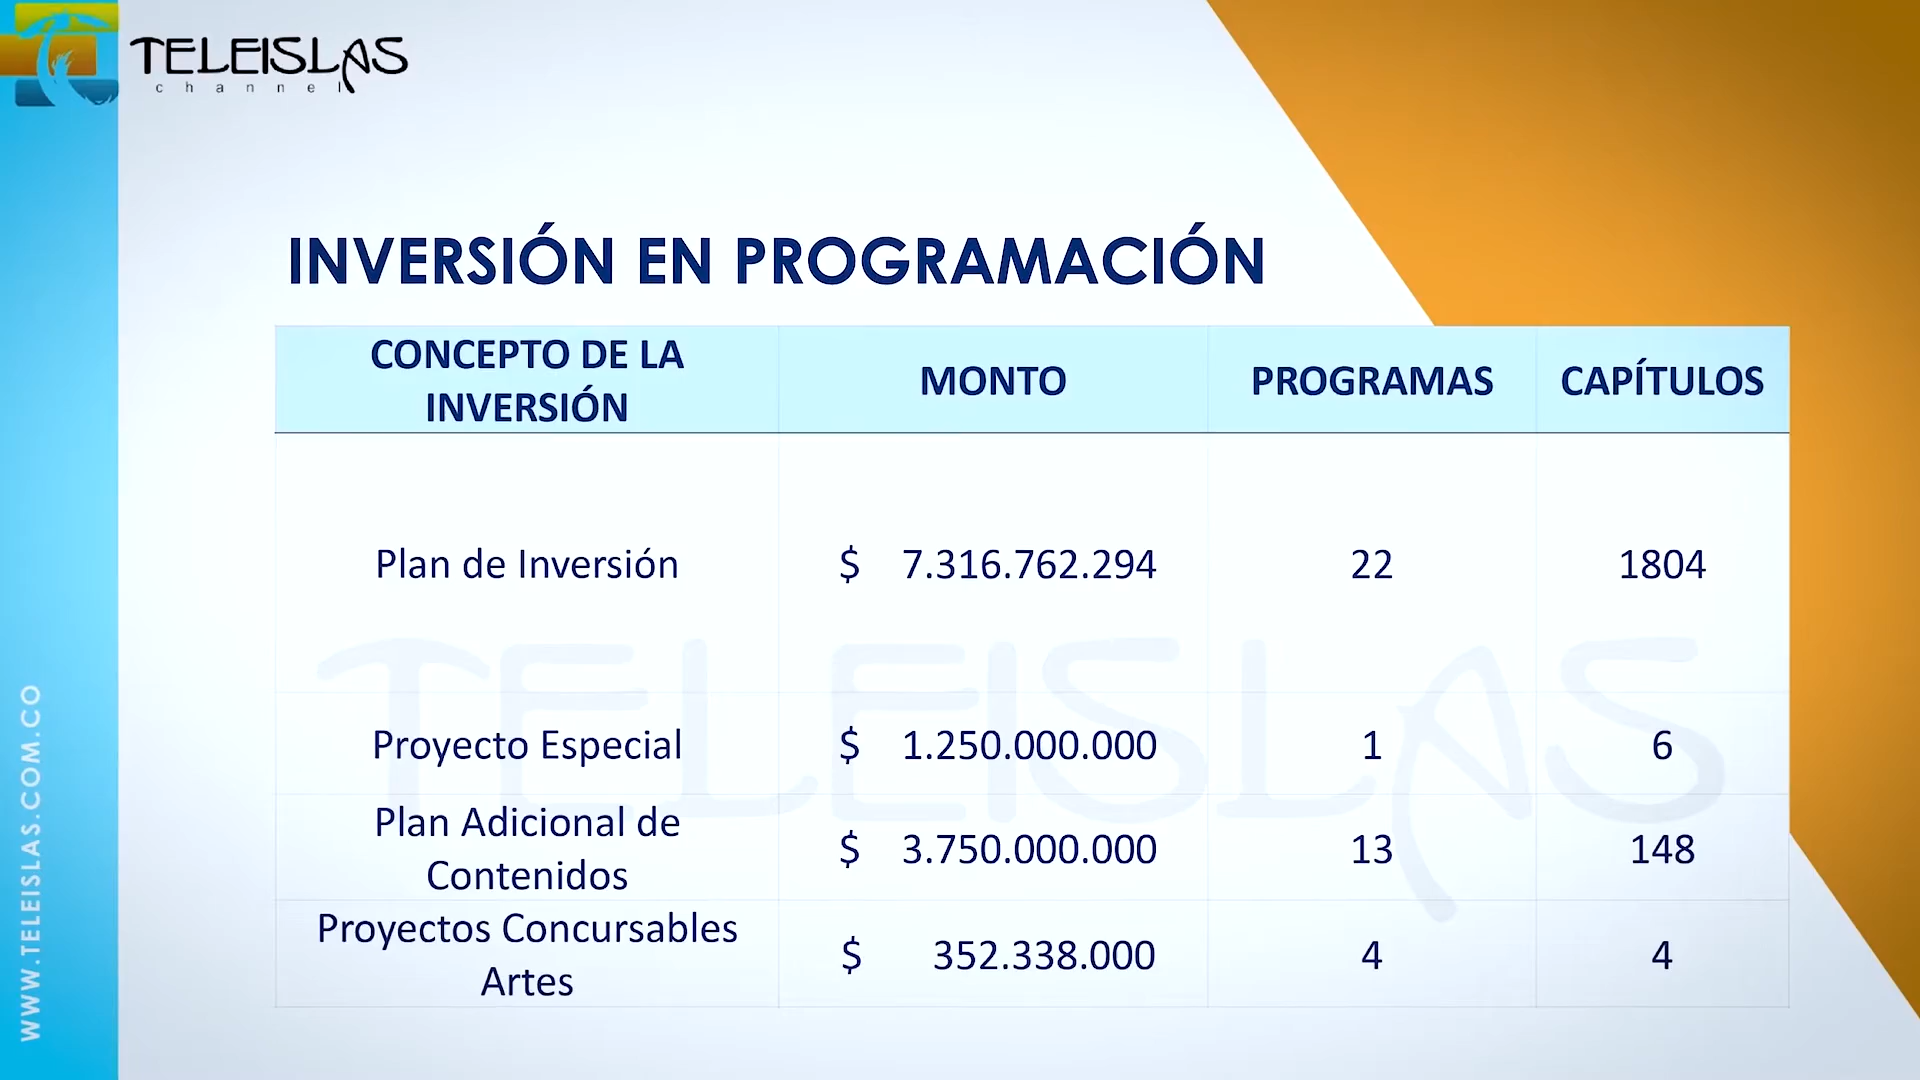 TELEISLAS
channel
INVERSIÓN EN PROGRAMACIÓN
CONCEPTO DE LA
INVERSIÓN
MONTO
PROGRAMAS
CAPÍTULOS
Plan de Inversión
$ 7.316.762.294
22
1804
Proyecto Especial
$ 1.250.000.000
1
6
Plan Adicional de
Contenidos
$ 3.750.000.000
13
148
Proyectos Concursables
Artes
$ 352.338.000
4
4
TELEISLAS
WWW.TELEISLAS.COM.CO